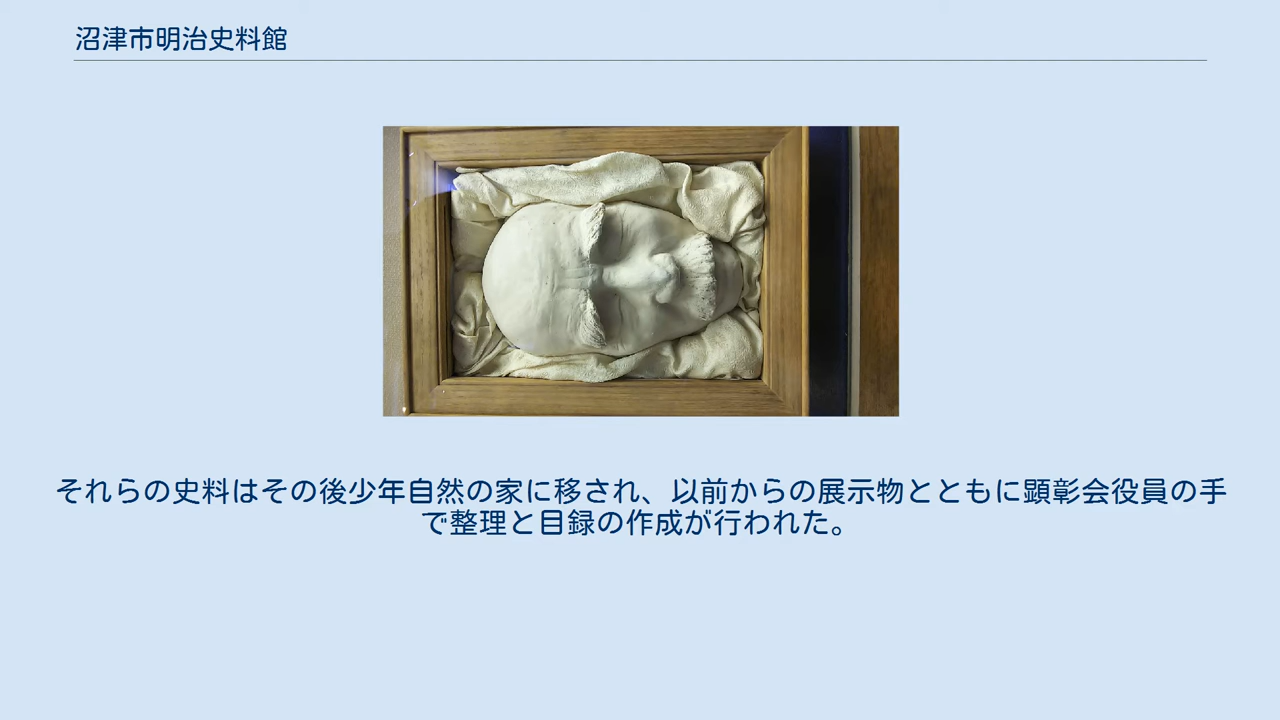 沼津市明治史料館
それらの史料はその後少年自然の家に移され、以前からの展示物とともに顕彰会役員の手
で整理と目録の作成が行われた。